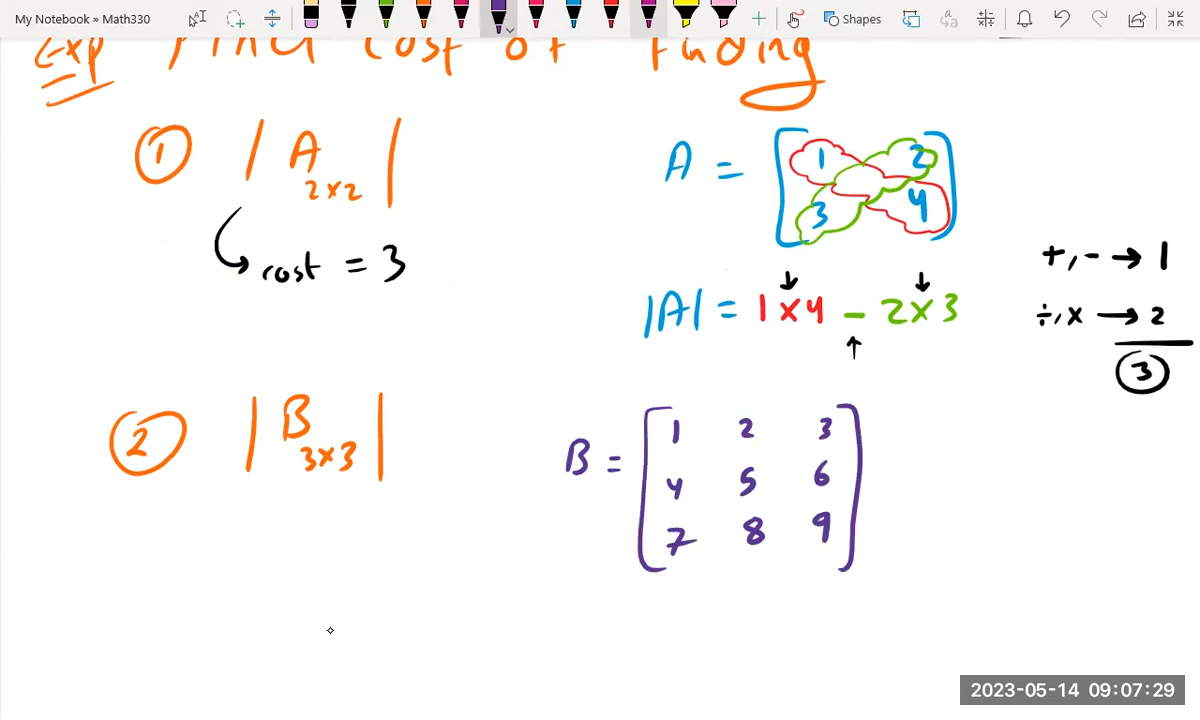 My Notebook » Math330
Shapes
Exp Find cost of finding
① | A 2x2 |
cost = 3
A = [ 1 2
3 4 ]
|A| = 1 x 4 - 2 x 3
+, - → 1
÷, x → 2
③
② | B 3x3 |
B = [ 1 2 3
4 5 6
7 8 9 ]
2023-05-14 09:07:29